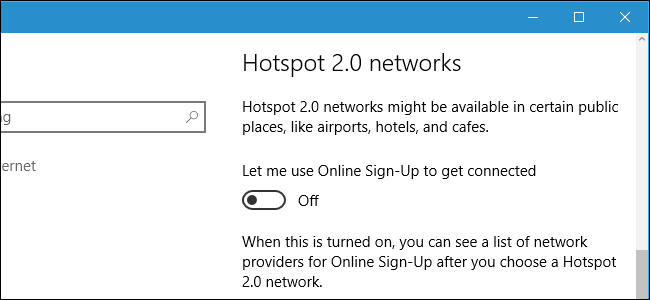 Hotspot 2.0 networks
Hotspot 2.0 networks might be available in certain public
places, like airports, hotels, and cafes.
ng
ernet
Let me use Online Sign-Up to get connected
Off
When this is turned on, you can see a list of network
providers for Online Sign-Up after you choose a Hotspot
2.0 network.